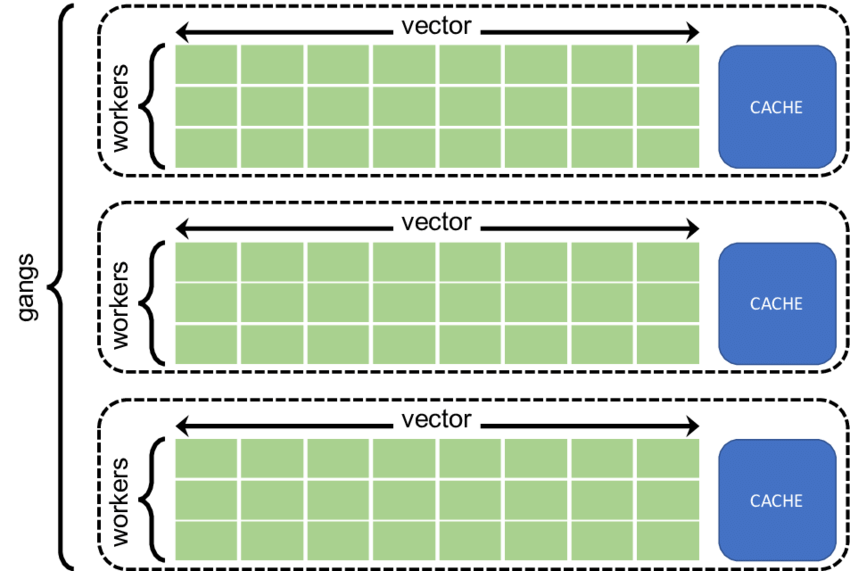 gangs
vector
workers
CACHE
vector
workers
CACHE
vector
workers
CACHE